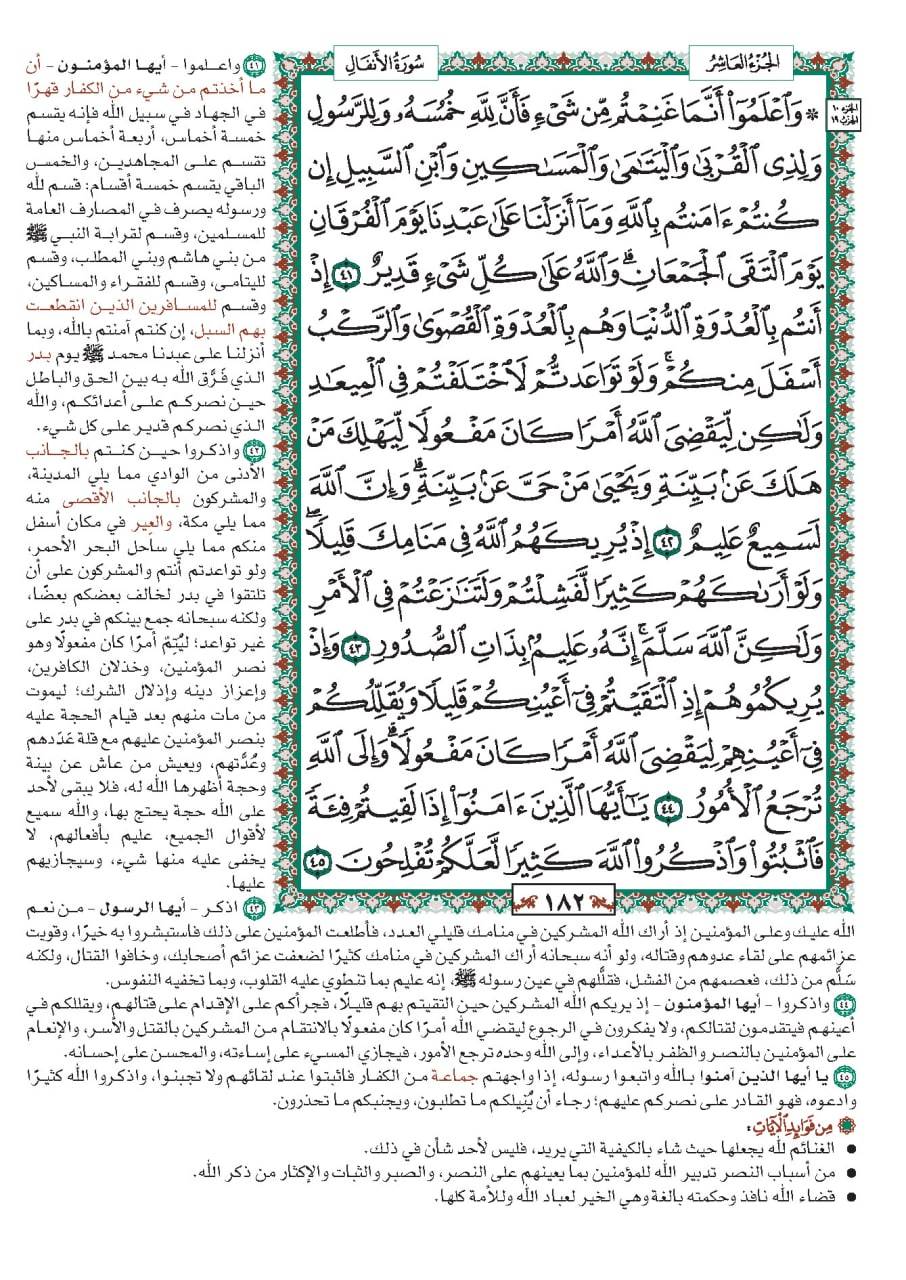 الجزء العاشر
سورة الأنفال
الجزء ١٠
الحزب ١٩
۞ وَٱعۡلَمُوٓاْ أَنَّمَا غَنِمۡتُم مِّن شَيۡءٖ فَأَنَّ لِلَّهِ خُمُسَهُۥ وَلِلرَّسُولِ
وَلِذِي ٱلۡقُرۡبَىٰ وَٱلۡيَتَٰمَىٰ وَٱلۡمَسَٰكِينِ وَٱبۡنِ ٱلسَّبِيلِ إِن
كُنتُمۡ ءَامَنتُم بِٱللَّهِ وَمَآ أَنزَلۡنَا عَلَىٰ عَبۡدِنَا يَوۡمَ ٱلۡفُرۡقَانِ
يَوۡمَ ٱلۡتَقَى ٱلۡجَمۡعَانِۗ وَٱللَّهُ عَلَىٰ كُلِّ شَيۡءٖ قَدِيرٌ ٤١ إِذۡ
أَنتُم بِٱلۡعُدۡوَةِ ٱلدُّنۡيَا وَهُم بِٱلۡعُدۡوَةِ ٱلۡقُصۡوَىٰ وَٱلرَّكۡبُ
أَسۡفَلَ مِنكُمۡۚ وَلَوۡ تَوَاعَدتُّمۡ لَٱخۡتَلَفۡتُمۡ فِي ٱلۡمِيعَٰدِ
وَلَٰكِن لِّيَقۡضِيَ ٱللَّهُ أَمۡرٗا كَانَ مَفۡعُولٗا لِّيَهۡلِكَ مَنۡ
هَلَكَ عَنۢ بَيِّنَةٖ وَيَحۡيَىٰ مَنۡ حَيَّ عَنۢ بَيِّنَةٖۗ وَإِنَّ ٱللَّهَ
لَسَمِيعٌ عَلِيمٌ ٤٢ إِذۡ يُرِيكَهُمُ ٱللَّهُ فِي مَنَامِكَ قَلِيلٗاۖ
وَلَوۡ أَرَىٰكَهُمۡ كَثِيرٗا لَّفَشِلۡتُمۡ وَلَتَنَٰزَعۡتُمۡ فِي ٱلۡأَمۡرِ
وَلَٰكِنَّ ٱللَّهَ سَلَّمَۚ إِنَّهُۥ عَلِيمُۢ بِذَاتِ ٱلصُّدُورِ ٤٣ وَإِذۡ
يُرِيكُمُوهُمۡ إِذِ ٱلۡتَقَيۡتُمۡ فِيٓ أَعۡيُنِكُمۡ قَلِيلٗا وَيُقَلِّلُكُمۡ
فِيٓ أَعۡيُنِهِمۡ لِيَقۡضِيَ ٱللَّهُ أَمۡرٗا كَانَ مَفۡعُولٗاۗ وَإِلَى ٱللَّهِ
تُرۡجَعُ ٱلۡأُمُورُ ٤٤ يَٰٓأَيُّهَا ٱلَّذِينَ ءَامَنُوٓاْ إِذَا لَقِيتُمۡ فِئَةٗ
فَٱثۡبُتُواْ وَٱذۡكُرُواْ ٱللَّهَ كَثِيرٗا لَّعَلَّكُمۡ تُفۡلِحُونَ ٤٥
١٨٢
٤١ واعلموا - أيها المؤمنون - أن
ما أخذتم من شيء من الكفار قهرًا
في الجهاد في سبيل الله فإنه يقسم
خمسة أخماس، أربعة أخماس منها
تقسم على المجاهدين، والخمس
الباقي يقسم خمسة أقسام: قسم لله
ورسوله يصرف في المصارف العامة
للمسلمين، وقسم لقرابة النبي ﷺ
من بني هاشم وبني المطلب، وقسم
لليتامى، وقسم للفقراء والمساكين،
وقسم للمسافرين الذين انقطعت
بهم السبل، إن كنتم آمنتم بالله، وبما
أنزلنا على عبدنا محمد ﷺ يوم بدر
الذي فَرَّق الله به بين الحق والباطل
حين نصركم على أعدائكم، والله
الذي نصركم قدير على كل شيء.
٤٢ واذكروا حين كنتم بالجانب
الأدنى من الوادي مما يلي المدينة،
والمشركون بالجانب الأقصى منه
مما يلي مكة، والعِير في مكان أسفل
منكم مما يلي ساحل البحر الأحمر،
ولو تواعدتم أنتم والمشركون على أن
تلتقوا في بدر لخالف بعضكم بعضًا،
ولكنه سبحانه جمع بينكم في بدر على
غير تواعد؛ ليُتِمّ أمرًا كان مفعولًا وهو
نصر المؤمنين، وخذلان الكافرين،
وإعزاز دينه وإذلال الشرك؛ ليموت
من مات منهم بعد قيام الحجة عليه
بنصر المؤمنين عليهم مع قلة عَدَدهم
وعُدَّتهم، ويعيش من عاش عن بينة
وحجة أظهرها الله له، فلا يبقى لأحد
على الله حجة يحتج بها، والله سميع
لأقوال الجميع، عليم بأفعالهم، لا
يخفى عليه منها شيء، وسيجازيهم
عليها.
٤٣ اذكر - أيها الرسول - من نعم
الله عليك وعلى المؤمنين إذ أراك الله المشركين في منامك قليلي العدد، فأطلعت المؤمنين على ذلك فاستبشروا به خيرًا، وقويت
عزائمهم على لقاء عدوهم وقتاله، ولو أنه سبحانه أراك المشركين في منامك كثيرًا لضعفت عزائم أصحابك، وخافوا القتال، ولكنه
سَلَّم من ذلك، فعصمهم من الفشل، فقلَّلهم في عين رسوله ﷺ، إنه عليم بما تنطوي عليه القلوب، وبما تخفيه النفوس.
٤٤ واذكروا - أيها المؤمنون - إذ يريكم الله المشركين حين التقيتم بهم قليلًا، فجرأكم على الإقدام على قتالهم، ويقللكم في
أعينهم فيتقدمون لقتالكم، ولا يفكرون في الرجوع ليقضي الله أمرًا كان مفعولًا بالانتقام من المشركين بالقتل والأسر، والإنعام
على المؤمنين بالنصر والظفر بالأعداء، وإلى الله وحده ترجع الأمور، فيجازي المسيء على إساءته، والمحسن على إحسانه.
٤٥ يا أيها الذين آمنوا بالله واتبعوا رسوله، إذا واجهتم جماعة من الكفار فاثبتوا عند لقائهم ولا تجبنوا، واذكروا الله كثيرًا
وادعوه، فهو القادر على نصركم عليهم؛ رجاء أن يُنِيلكم ما تطلبون، ويجنبكم ما تحذرون.
مِن فَوَائِدِ الْآيَاتِ:
● الغنائم لله يجعلها حيث شاء بالكيفية التي يريد، فليس لأحد شأن في ذلك.
● من أسباب النصر تدبير الله للمؤمنين بما يعينهم على النصر، والصبر والثبات والإكثار من ذكر الله.
● قضاء الله نافذ وحكمته بالغة وهي الخير لعباد الله وللأمة كلها.